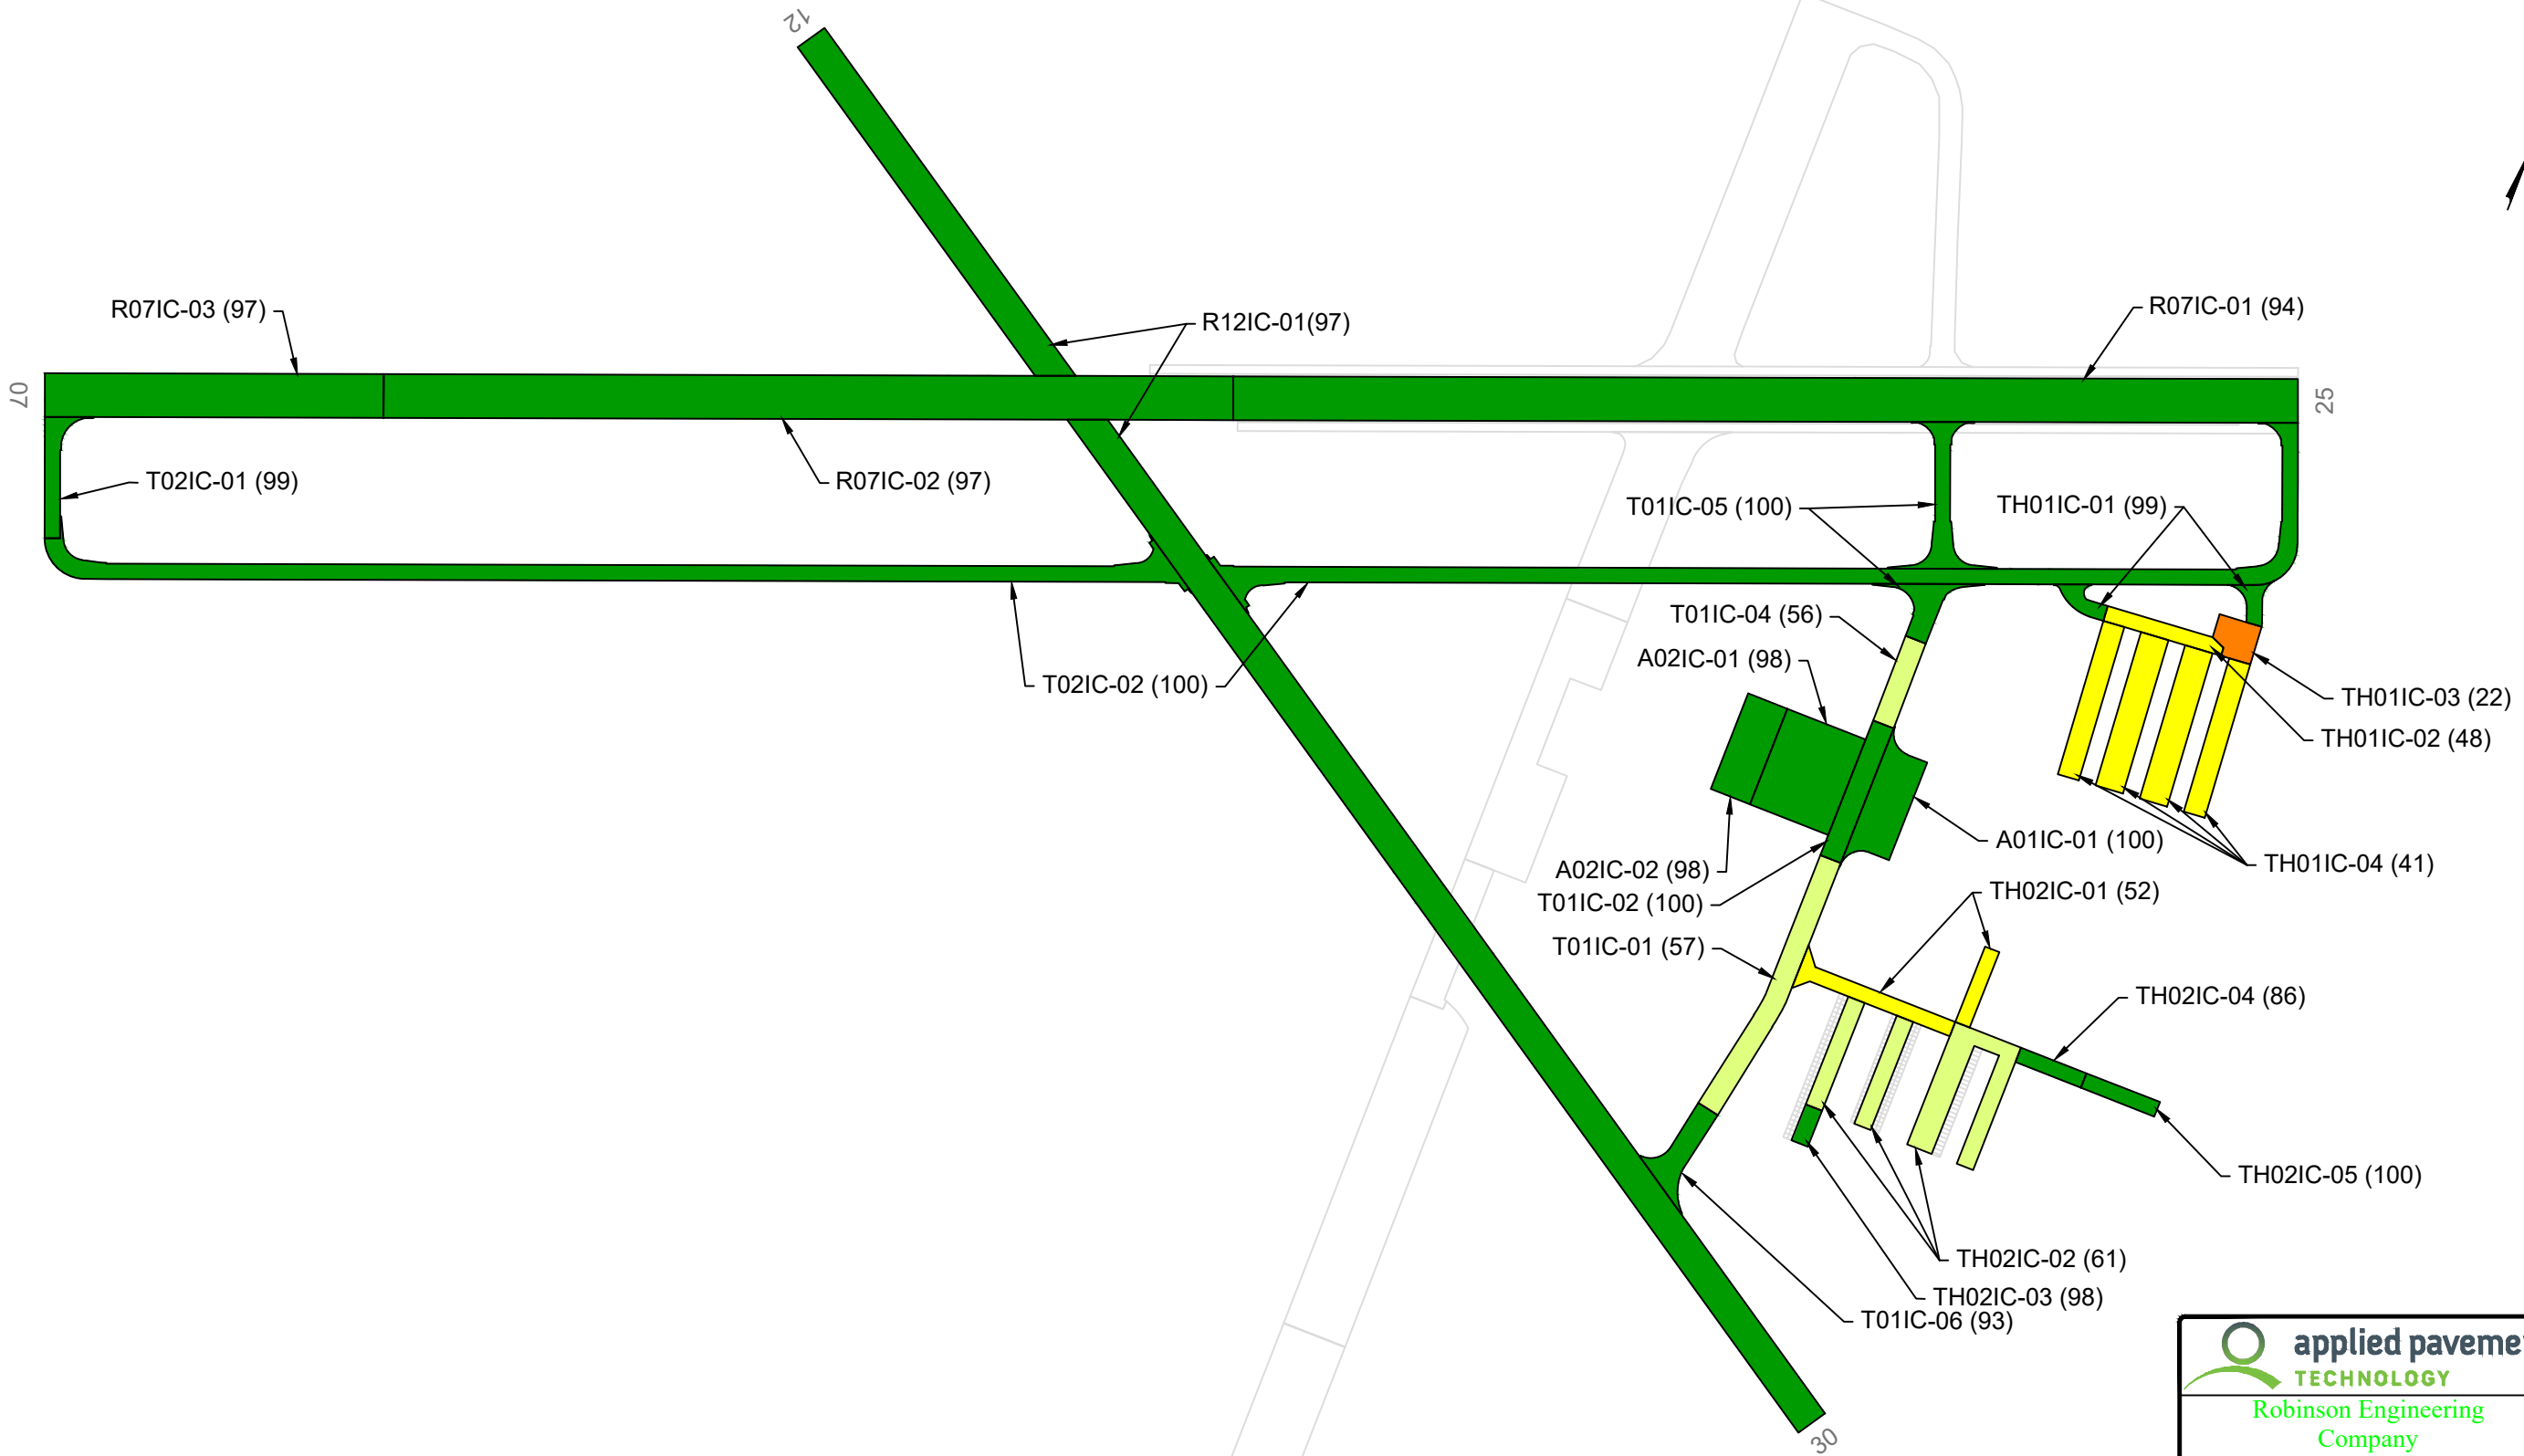 12
R07IC-03 (97)
R12IC-01(97)
R07IC-01 (94)
07
25
T02IC-01 (99)
R07IC-02 (97)
T01IC-05 (100)
TH01IC-01 (99)
T01IC-04 (56)
A02IC-01 (98)
T02IC-02 (100)
TH01IC-03 (22)
TH01IC-02 (48)
A01IC-01 (100)
TH01IC-04 (41)
A02IC-02 (98)
T01IC-02 (100)
TH02IC-01 (52)
T01IC-01 (57)
TH02IC-04 (86)
TH02IC-05 (100)
TH02IC-02 (61)
TH02IC-03 (98)
T01IC-06 (93)
30
applied paveme
TECHNOLOGY
Robinson Engineering
Company